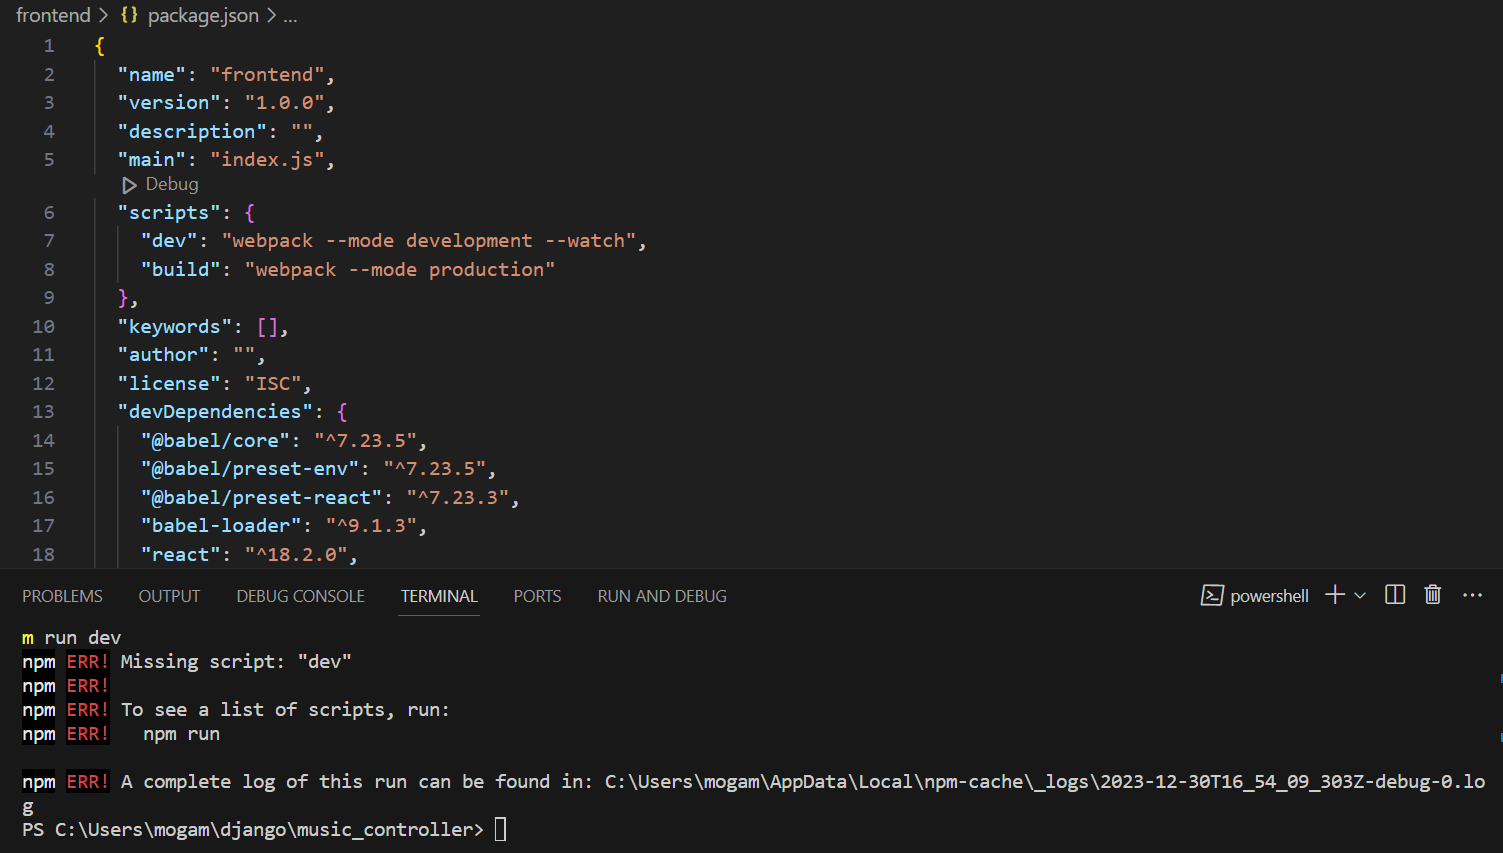 frontend > {} package.json > ...
1 {
2 "name": "frontend",
3 "version": "1.0.0",
4 "description": "",
5 "main": "index.js",
Debug
6 "scripts": {
7 "dev": "webpack --mode development --watch",
8 "build": "webpack --mode production"
9 },
10 "keywords": [],
11 "author": "",
12 "license": "ISC",
13 "devDependencies": {
14 "@babel/core": "^7.23.5",
15 "@babel/preset-env": "^7.23.5",
16 "@babel/preset-react": "^7.23.3",
17 "babel-loader": "^9.1.3",
18 "react": "^18.2.0",
PROBLEMS OUTPUT DEBUG CONSOLE TERMINAL PORTS RUN AND DEBUG powershell
m run dev
npm ERR! Missing script: "dev"
npm ERR!
npm ERR! To see a list of scripts, run:
npm ERR!   npm run
npm ERR! A complete log of this run can be found in: C:\Users\mogam\AppData\Local\npm-cache\_logs\2023-12-30T16_54_09_303Z-debug-0.lo
g
PS C:\Users\mogam\django\music_controller>